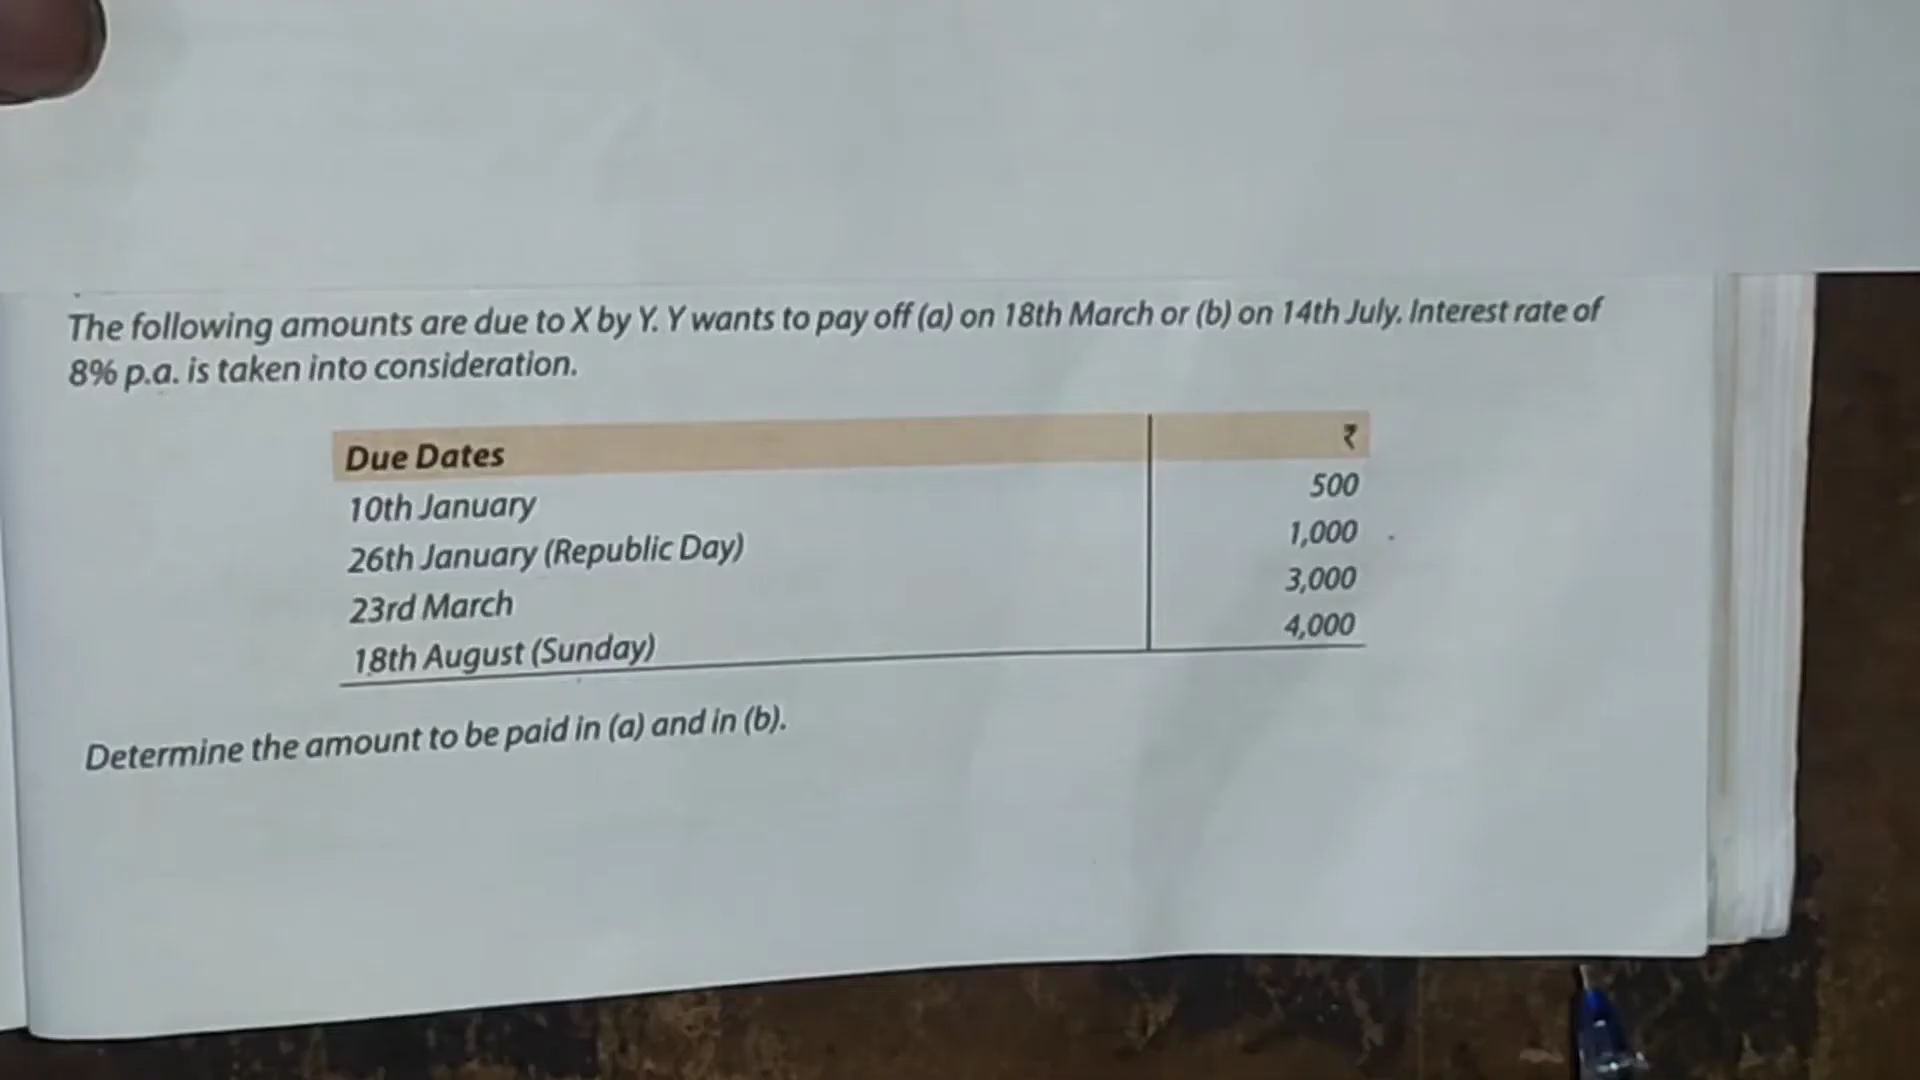 The following amounts are due to X by Y. Y wants to pay off (a) on 18th March or (b) on 14th July. Interest rate of
8% p.a. is taken into consideration.
Due Dates ₹
10th January 500
26th January (Republic Day) 1,000
23rd March 3,000
18th August (Sunday) 4,000
Determine the amount to be paid in (a) and in (b).